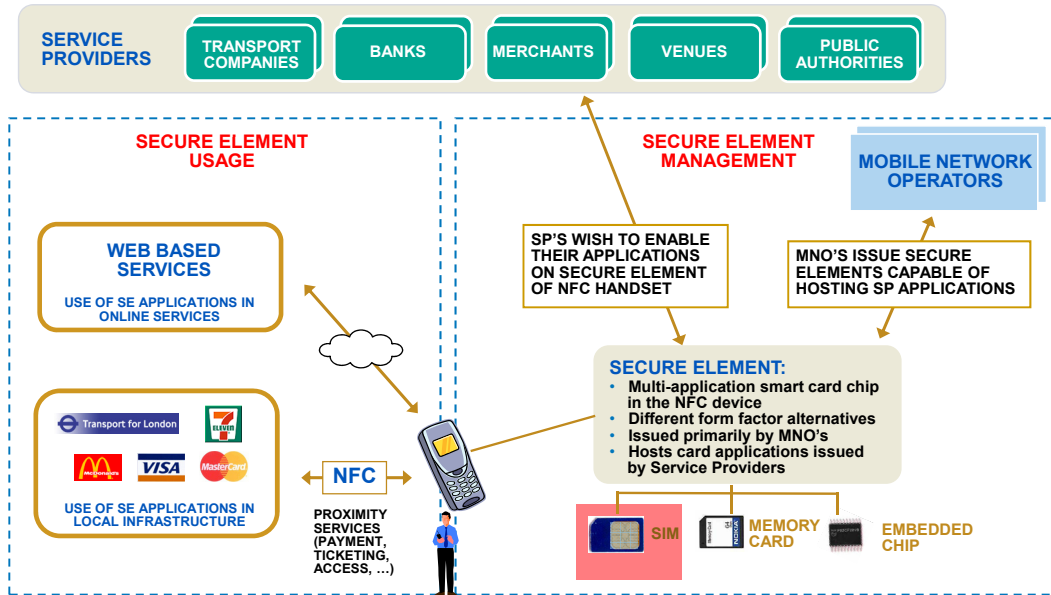 SERVICE
PROVIDERS
TRANSPORT
COMPANIES
BANKS
MERCHANTS
VENUES
PUBLIC
AUTHORITIES
SECURE ELEMENT
USAGE
SECURE ELEMENT
MANAGEMENT
MOBILE NETWORK
OPERATORS
WEB BASED
SERVICES
USE OF SE APPLICATIONS IN
ONLINE SERVICES
SP'S WISH TO ENABLE
THEIR APPLICATIONS
ON SECURE ELEMENT
OF NFC HANDSET
MNO'S ISSUE SECURE
ELEMENTS CAPABLE OF
HOSTING SP APPLICATIONS
SECURE ELEMENT:
• Multi-application smart card chip
in the NFC device
• Different form factor alternatives
• Issued primarily by MNO's
• Hosts card applications issued
by Service Providers
Transport for London
7
ELEVEN
McDonald's
VISA
MasterCard
USE OF SE APPLICATIONS IN
LOCAL INFRASTRUCTURE
NFC
PROXIMITY
SERVICES
(PAYMENT,
TICKETING,
ACCESS, ...)
SIM
MemoryCard
64
NOKIA
MEMORY
CARD
EMBEDDED
CHIP